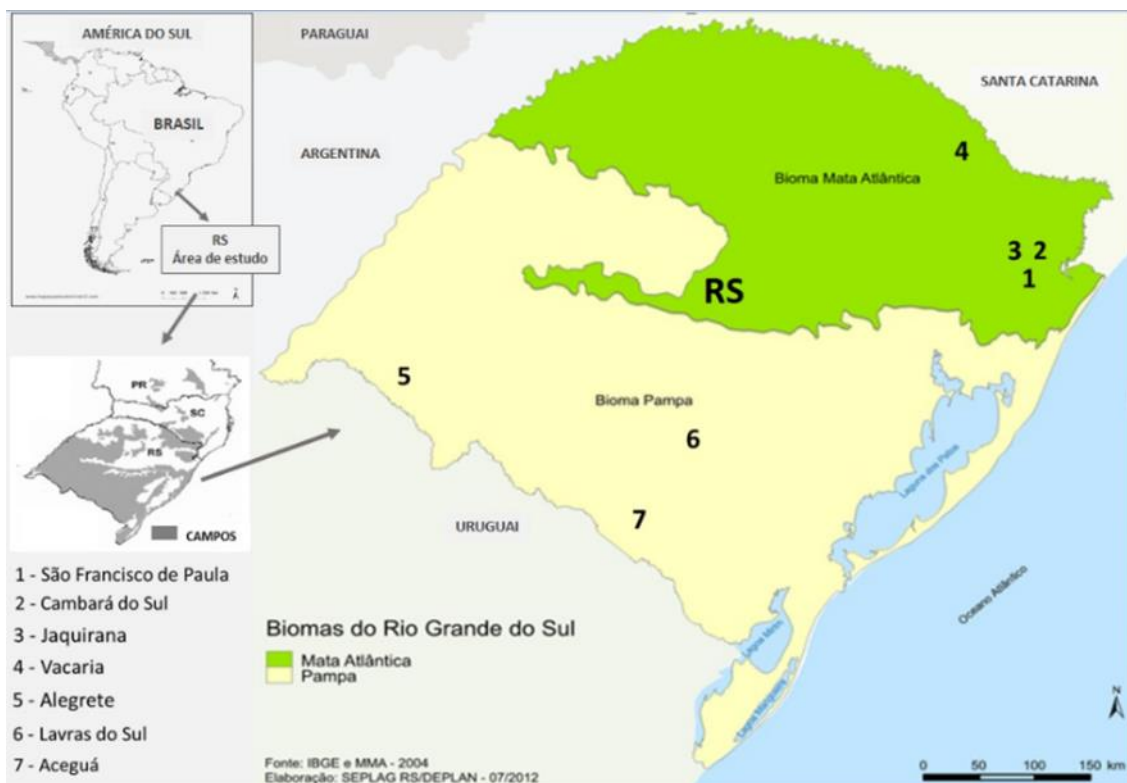 AMÉRICA DO SUL
BRASIL
RS
Área de estudo
PR
SC
RS
CAMPOS
1 - São Francisco de Paula
2 - Cambará do Sul
3 - Jaquirana
4 - Vacaria
5 - Alegrete
6 - Lavras do Sul
7 - Aceguá
PARAGUAI
SANTA CATARINA
ARGENTINA
4
Bioma Mata Atlântica
3 2
1
RS
5
Bioma Pampa
6
Laguna dos Patos
7
URUGUAI
Oceano Atlântico
Lagoa Mirim
Lagoa Mangueira
Biomas do Rio Grande do Sul
Mata Atlântica
Pampa
Fonte: IBGE e MMA - 2004
Elaboração: SEPLAG RS/DEPLAN - 07/2012
N
0 50 100 150
km